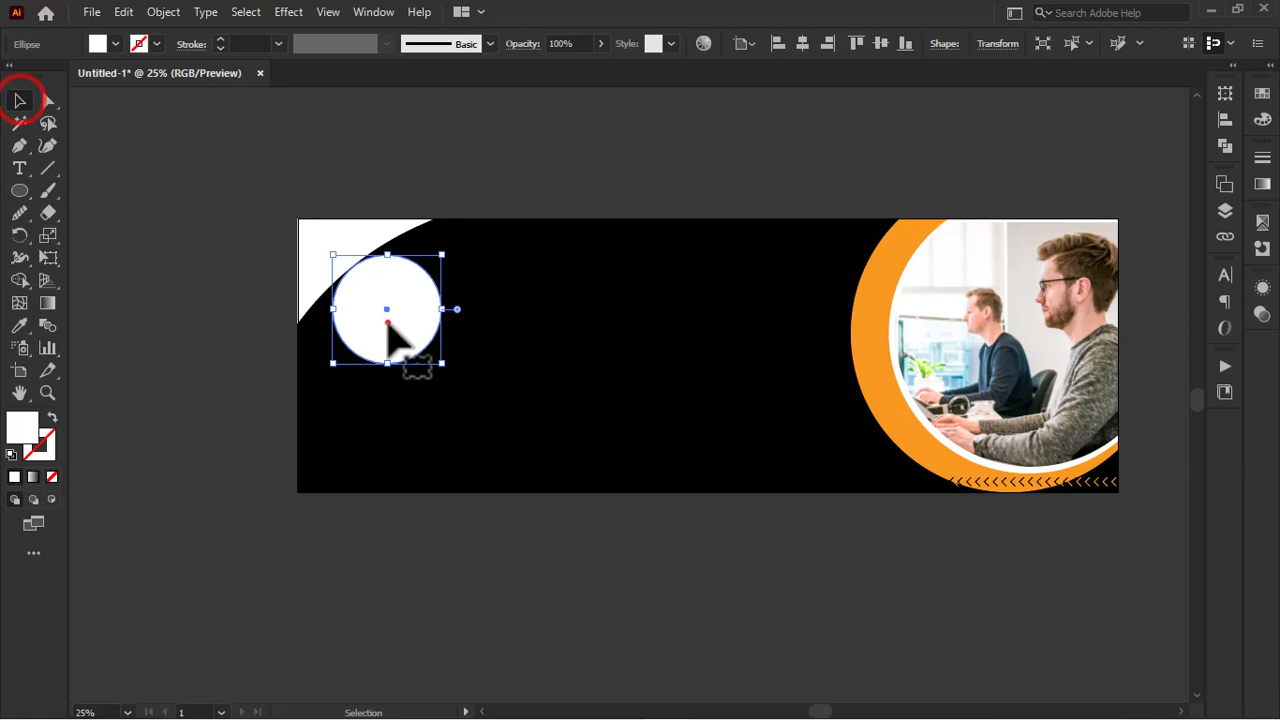 Ai File Edit Object Type Select Effect View Window Help Search Adobe Help
Ellipse Stroke: Basic Opacity: 100% Style: Shape: Transform
Untitled-1* @ 25% (RGB/Preview) ×
25% 1 Selection